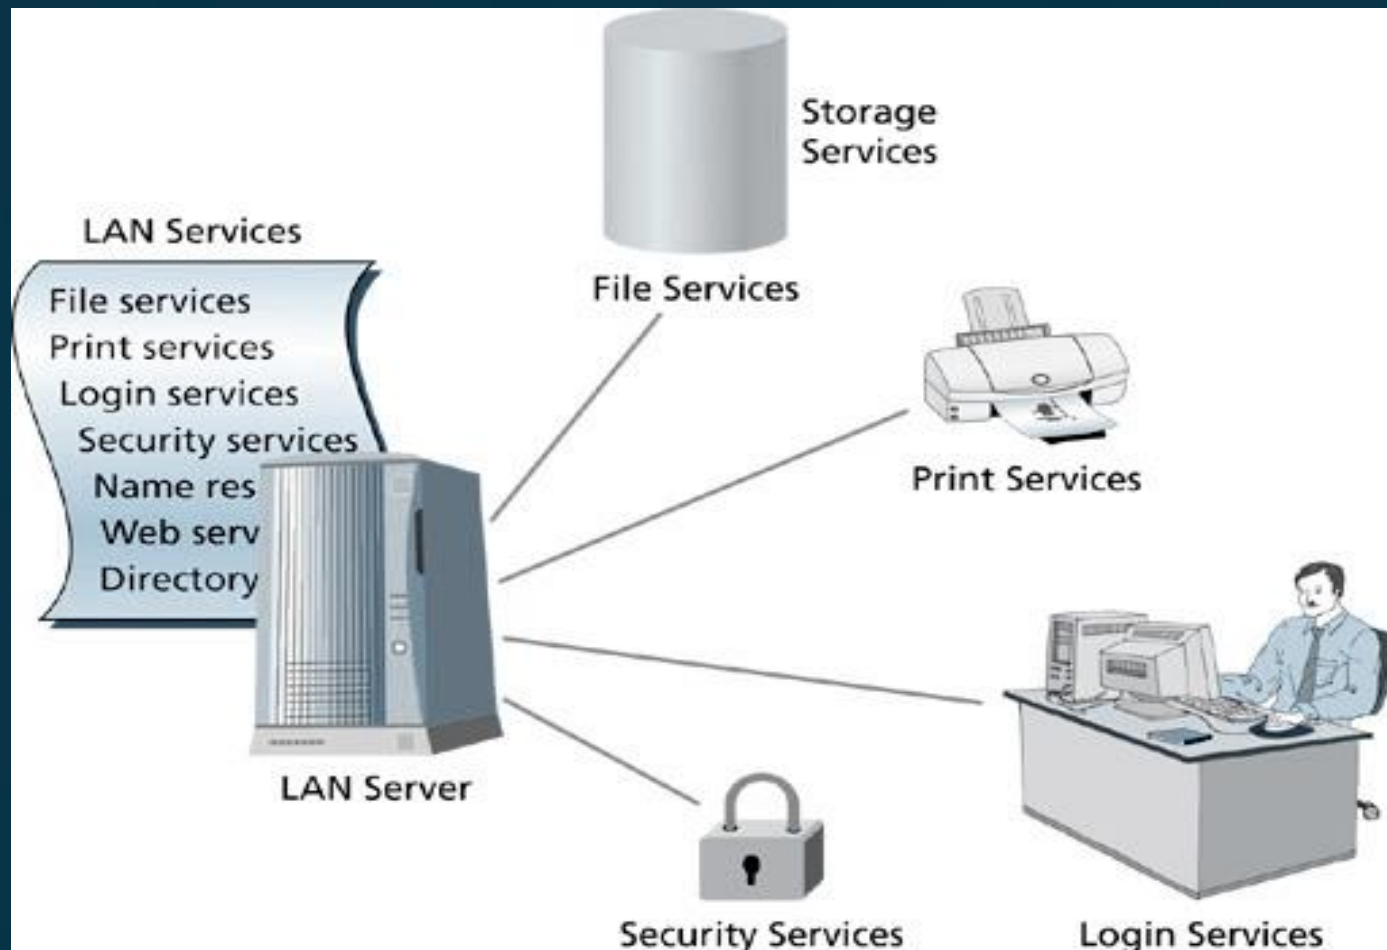 Storage
Services
File Services
LAN Services
File services
Print services
Login services
Security services
Name res
Web serv
Directory
LAN Server
Print Services
Security Services
Login Services